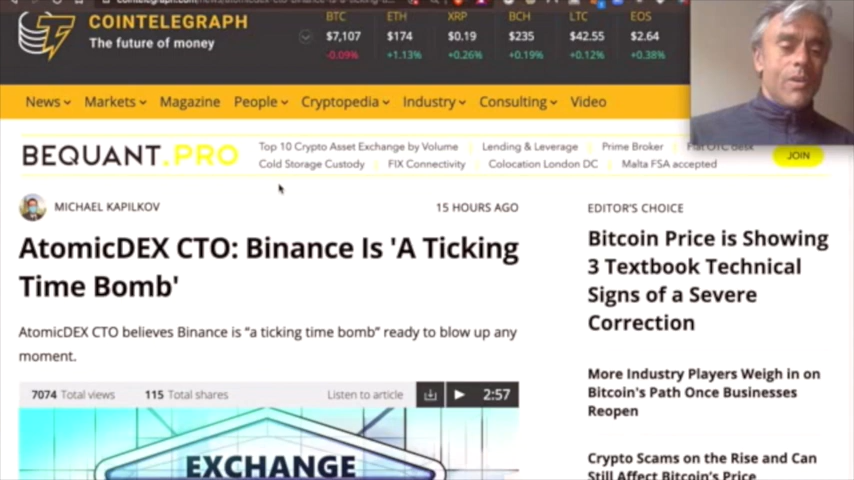 COINTELEGRAPH
The future of money
BTC ETH XRP BCH LTC EOS
$7,107 $174 $0.19 $235 $42.55 $2.64
-0.09% +1.13% +0.26% +0.19% +0.12% +0.38%
News Markets Magazine People Cryptopedia Industry Consulting Video
BEQUANT.PRO
Top 10 Crypto Asset Exchange by Volume Lending & Leverage Prime Broker Fiat OTC desk
Cold Storage Custody FIX Connectivity Colocation London DC Malta FSA accepted
JOIN
MICHAEL KAPILKOV 15 HOURS AGO
AtomicDEX CTO: Binance Is 'A Ticking
Time Bomb'
AtomicDEX CTO believes Binance is “a ticking time bomb” ready to blow up any
moment.
7074 Total views 115 Total shares Listen to article 2:57
EXCHANGE
EDITOR'S CHOICE
Bitcoin Price is Showing
3 Textbook Technical
Signs of a Severe
Correction
More Industry Players Weigh in on
Bitcoin's Path Once Businesses
Reopen
Crypto Scams on the Rise and Can
Still Affect Bitcoin's Price